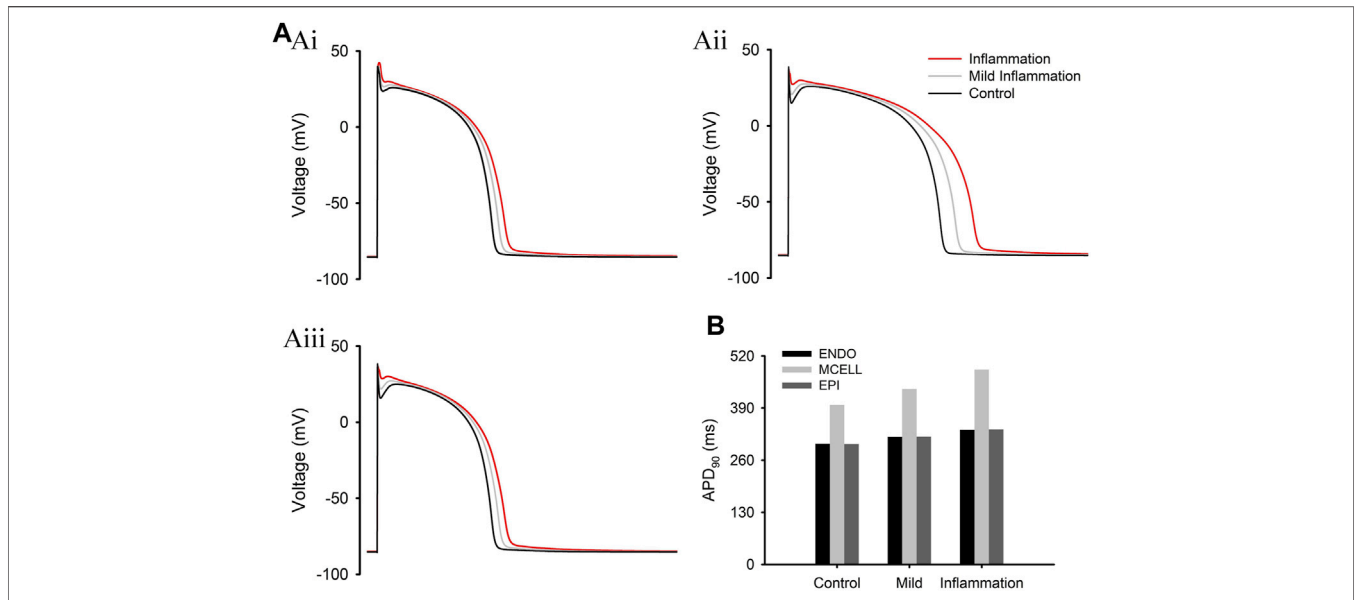 A
Ai
50
0
-50
-100
Voltage (mV)
Aii
50
0
-50
-100
Voltage (mV)
Inflammation
Mild Inflammation
Control
Aiii
50
0
-50
-100
Voltage (mV)
B
520
390
260
130
0
APD90 (ms)
ENDO
MCELL
EPI
Control
Mild
Inflammation